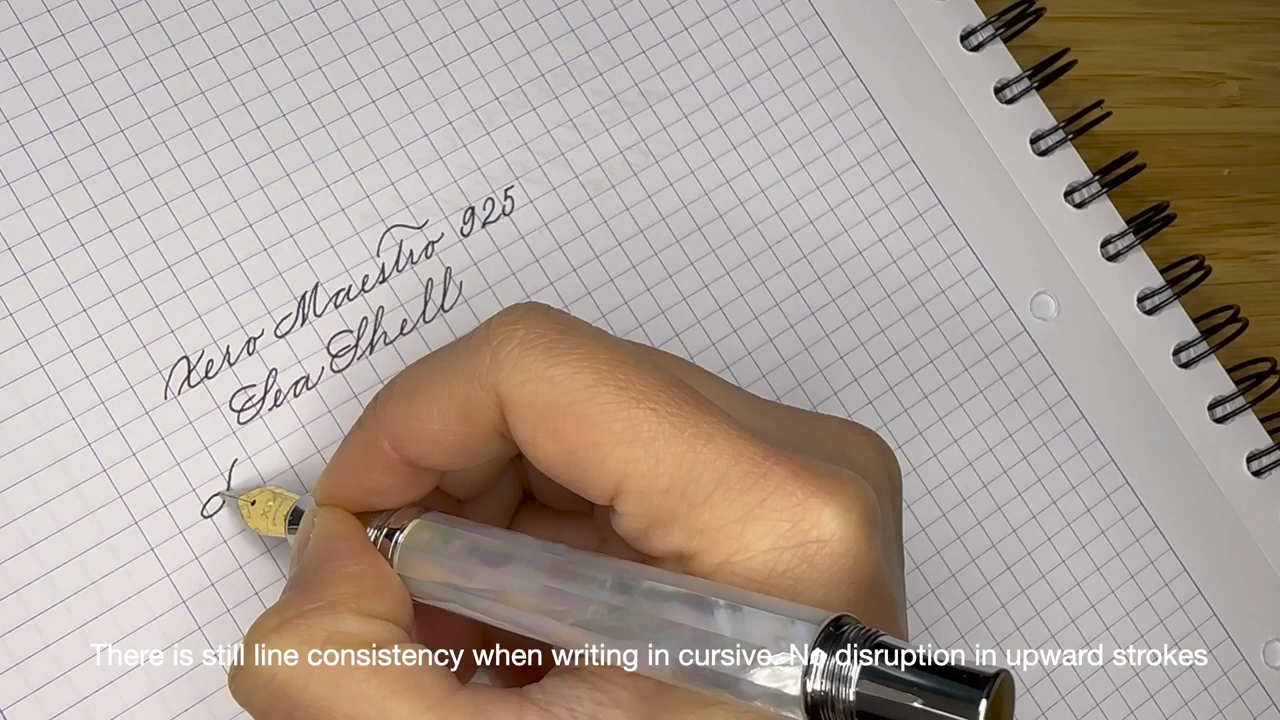 Xero Maestro 925
Sea Shell
There is still line consistency when writing in cursive. No disruption in upward strokes